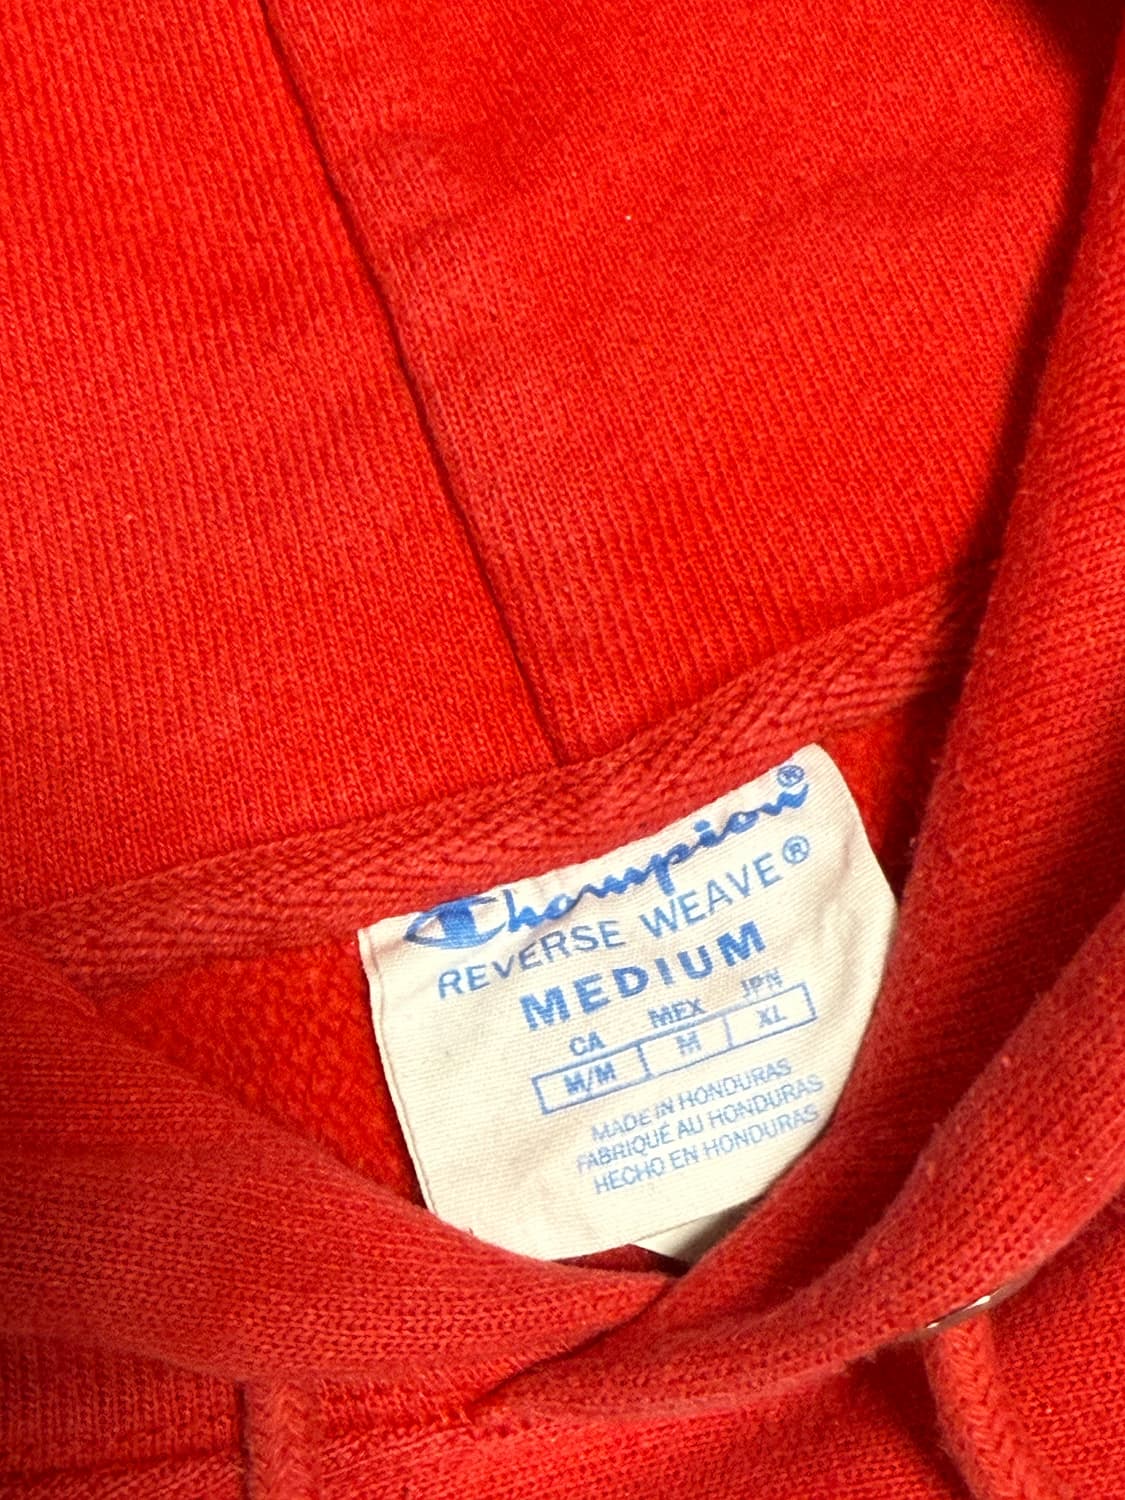 Champion®
REVERSE WEAVE®
MEDIUM
CA MEX JPN
M/M M XL
MADE IN HONDURAS
FABRIQUÉ AU HONDURAS
HECHO EN HONDURAS